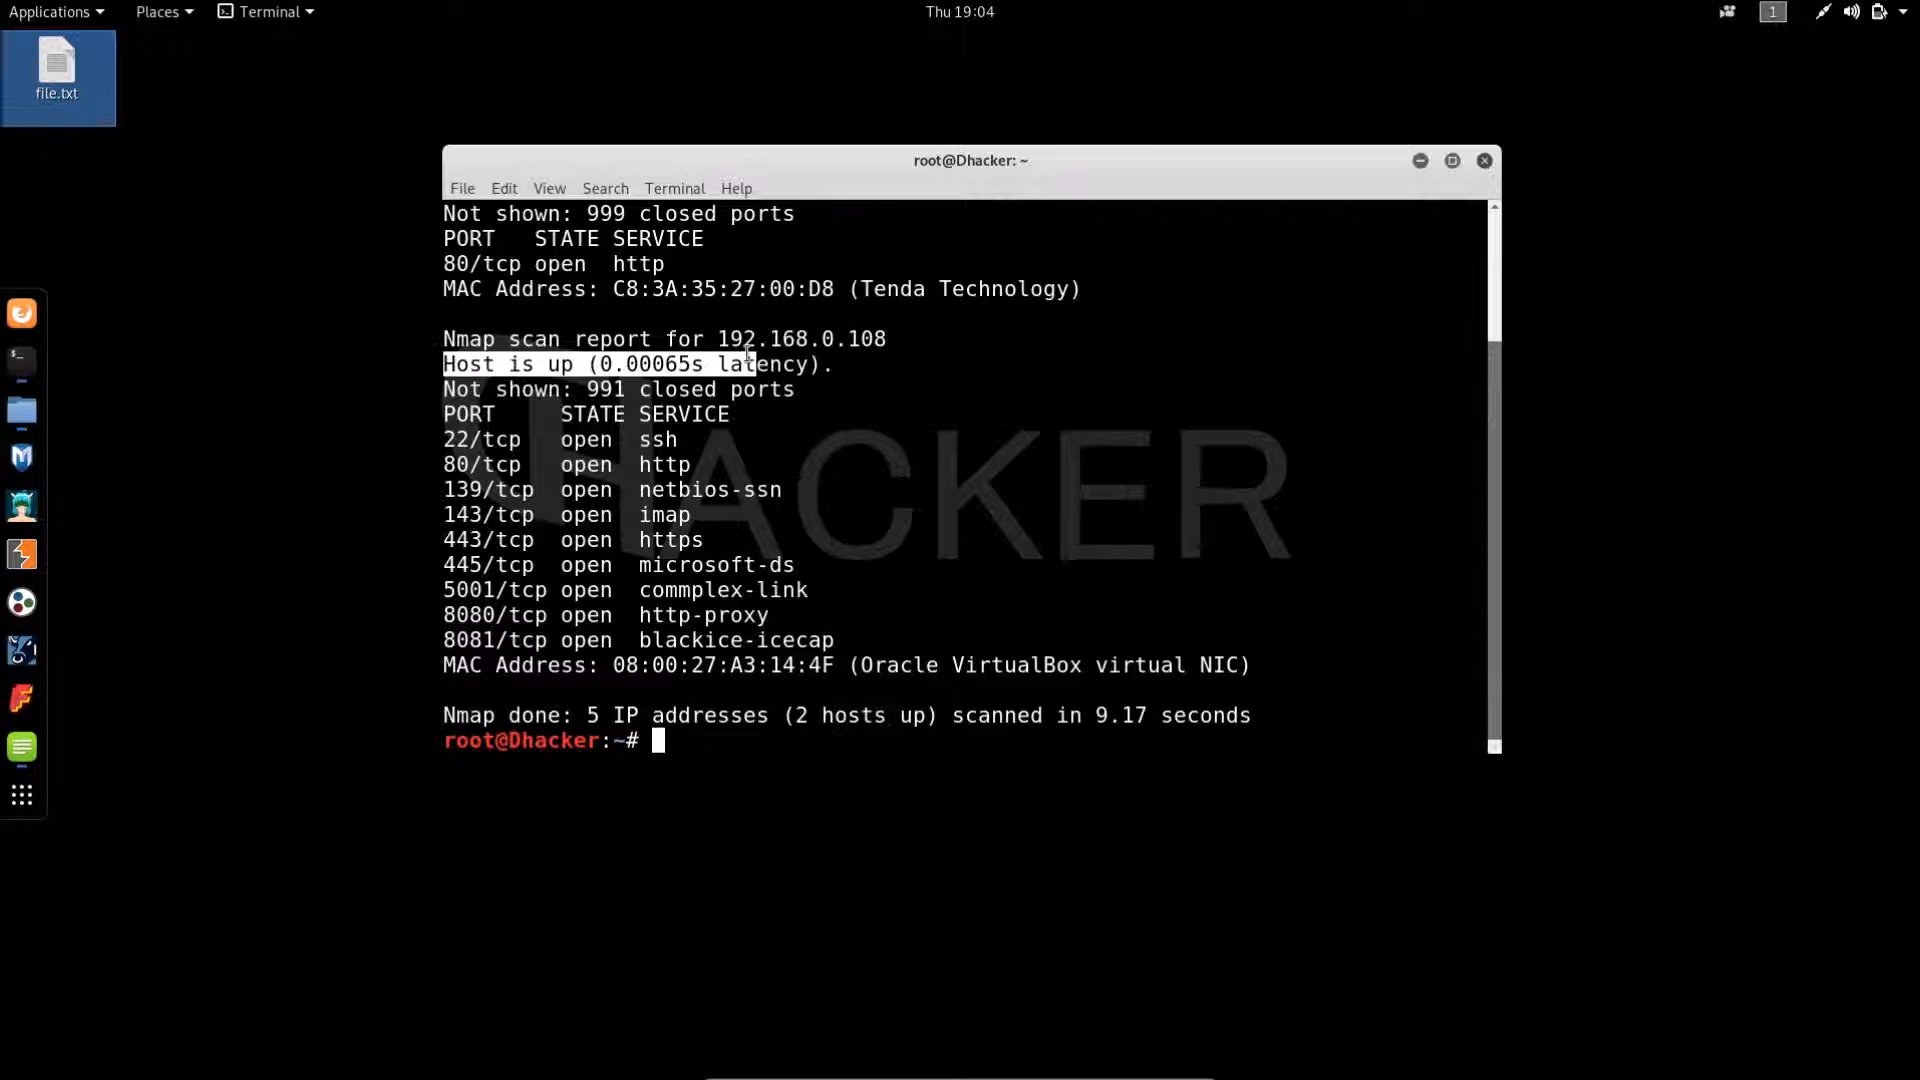 Applications Places Terminal Thu 19:04 1
file.txt
root@Dhacker: ~
File Edit View Search Terminal Help
Not shown: 999 closed ports
PORT   STATE SERVICE
80/tcp open  http
MAC Address: C8:3A:35:27:00:D8 (Tenda Technology)
Nmap scan report for 192.168.0.108
Host is up (0.00065s latency).
Not shown: 991 closed ports
PORT     STATE SERVICE
22/tcp   open  ssh
80/tcp   open  http
139/tcp  open  netbios-ssn
143/tcp  open  imap
443/tcp  open  https
445/tcp  open  microsoft-ds
5001/tcp open  commplex-link
8080/tcp open  http-proxy
8081/tcp open  blackice-icecap
MAC Address: 08:00:27:A3:14:4F (Oracle VirtualBox virtual NIC)
Nmap done: 5 IP addresses (2 hosts up) scanned in 9.17 seconds
root@Dhacker:~#
HACKER